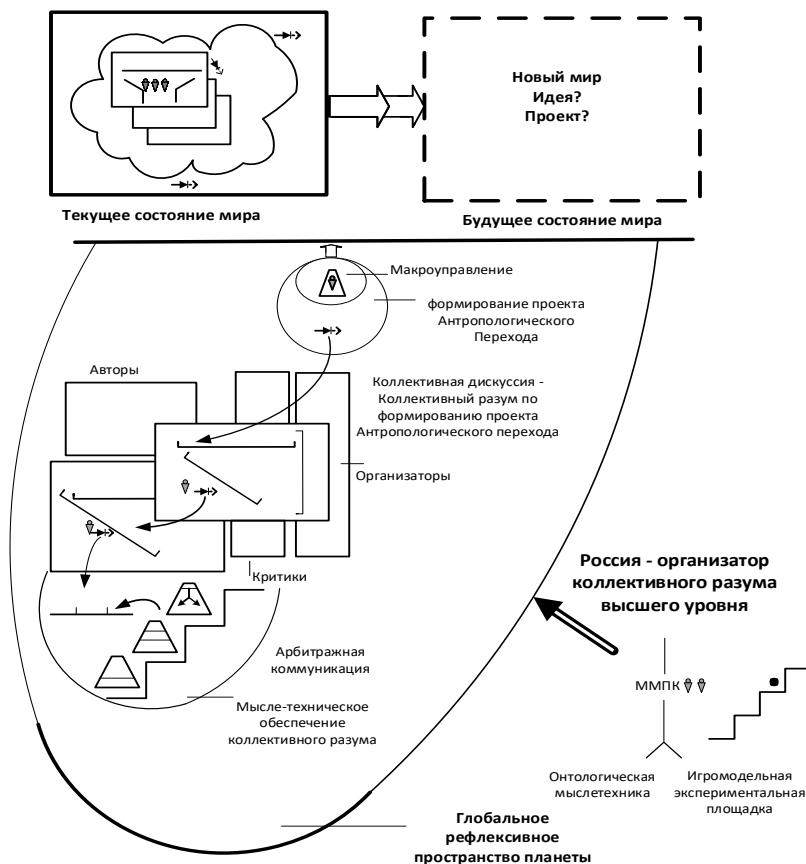 Новый мир
Идея?
Проект?
Текущее состояние мира
Будущее состояние мира
Макроуправление
формирование проекта
Антропологического
Перехода
Авторы
Коллективная дискуссия -
Коллективный разум по
формированию проекта
Антропологического перехода
Организаторы
Критики
Россия - организатор
коллективного разума
высшего уровня
Арбитражная
коммуникация
ММПК
Мысле-техническое
обеспечение
коллективного разума
Онтологическая
мыслетехника
Игромодельная
экспериментальная
площадка
Глобальное
рефлексивное
пространство планеты